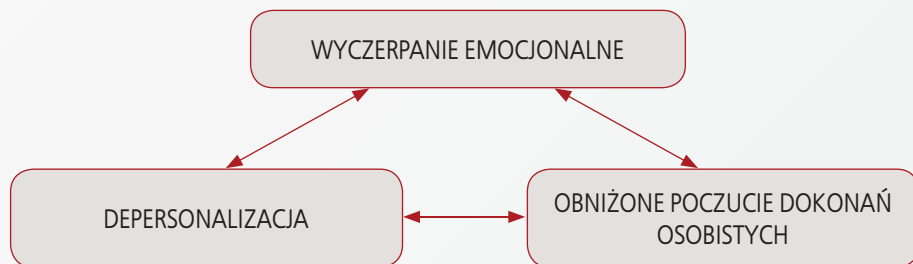 WYCZERPANIE EMOCJONALNE
DEPERSONALIZACJA
OBNIŻONE POCZUCIE DOKONAŃ
OSOBISTYCH